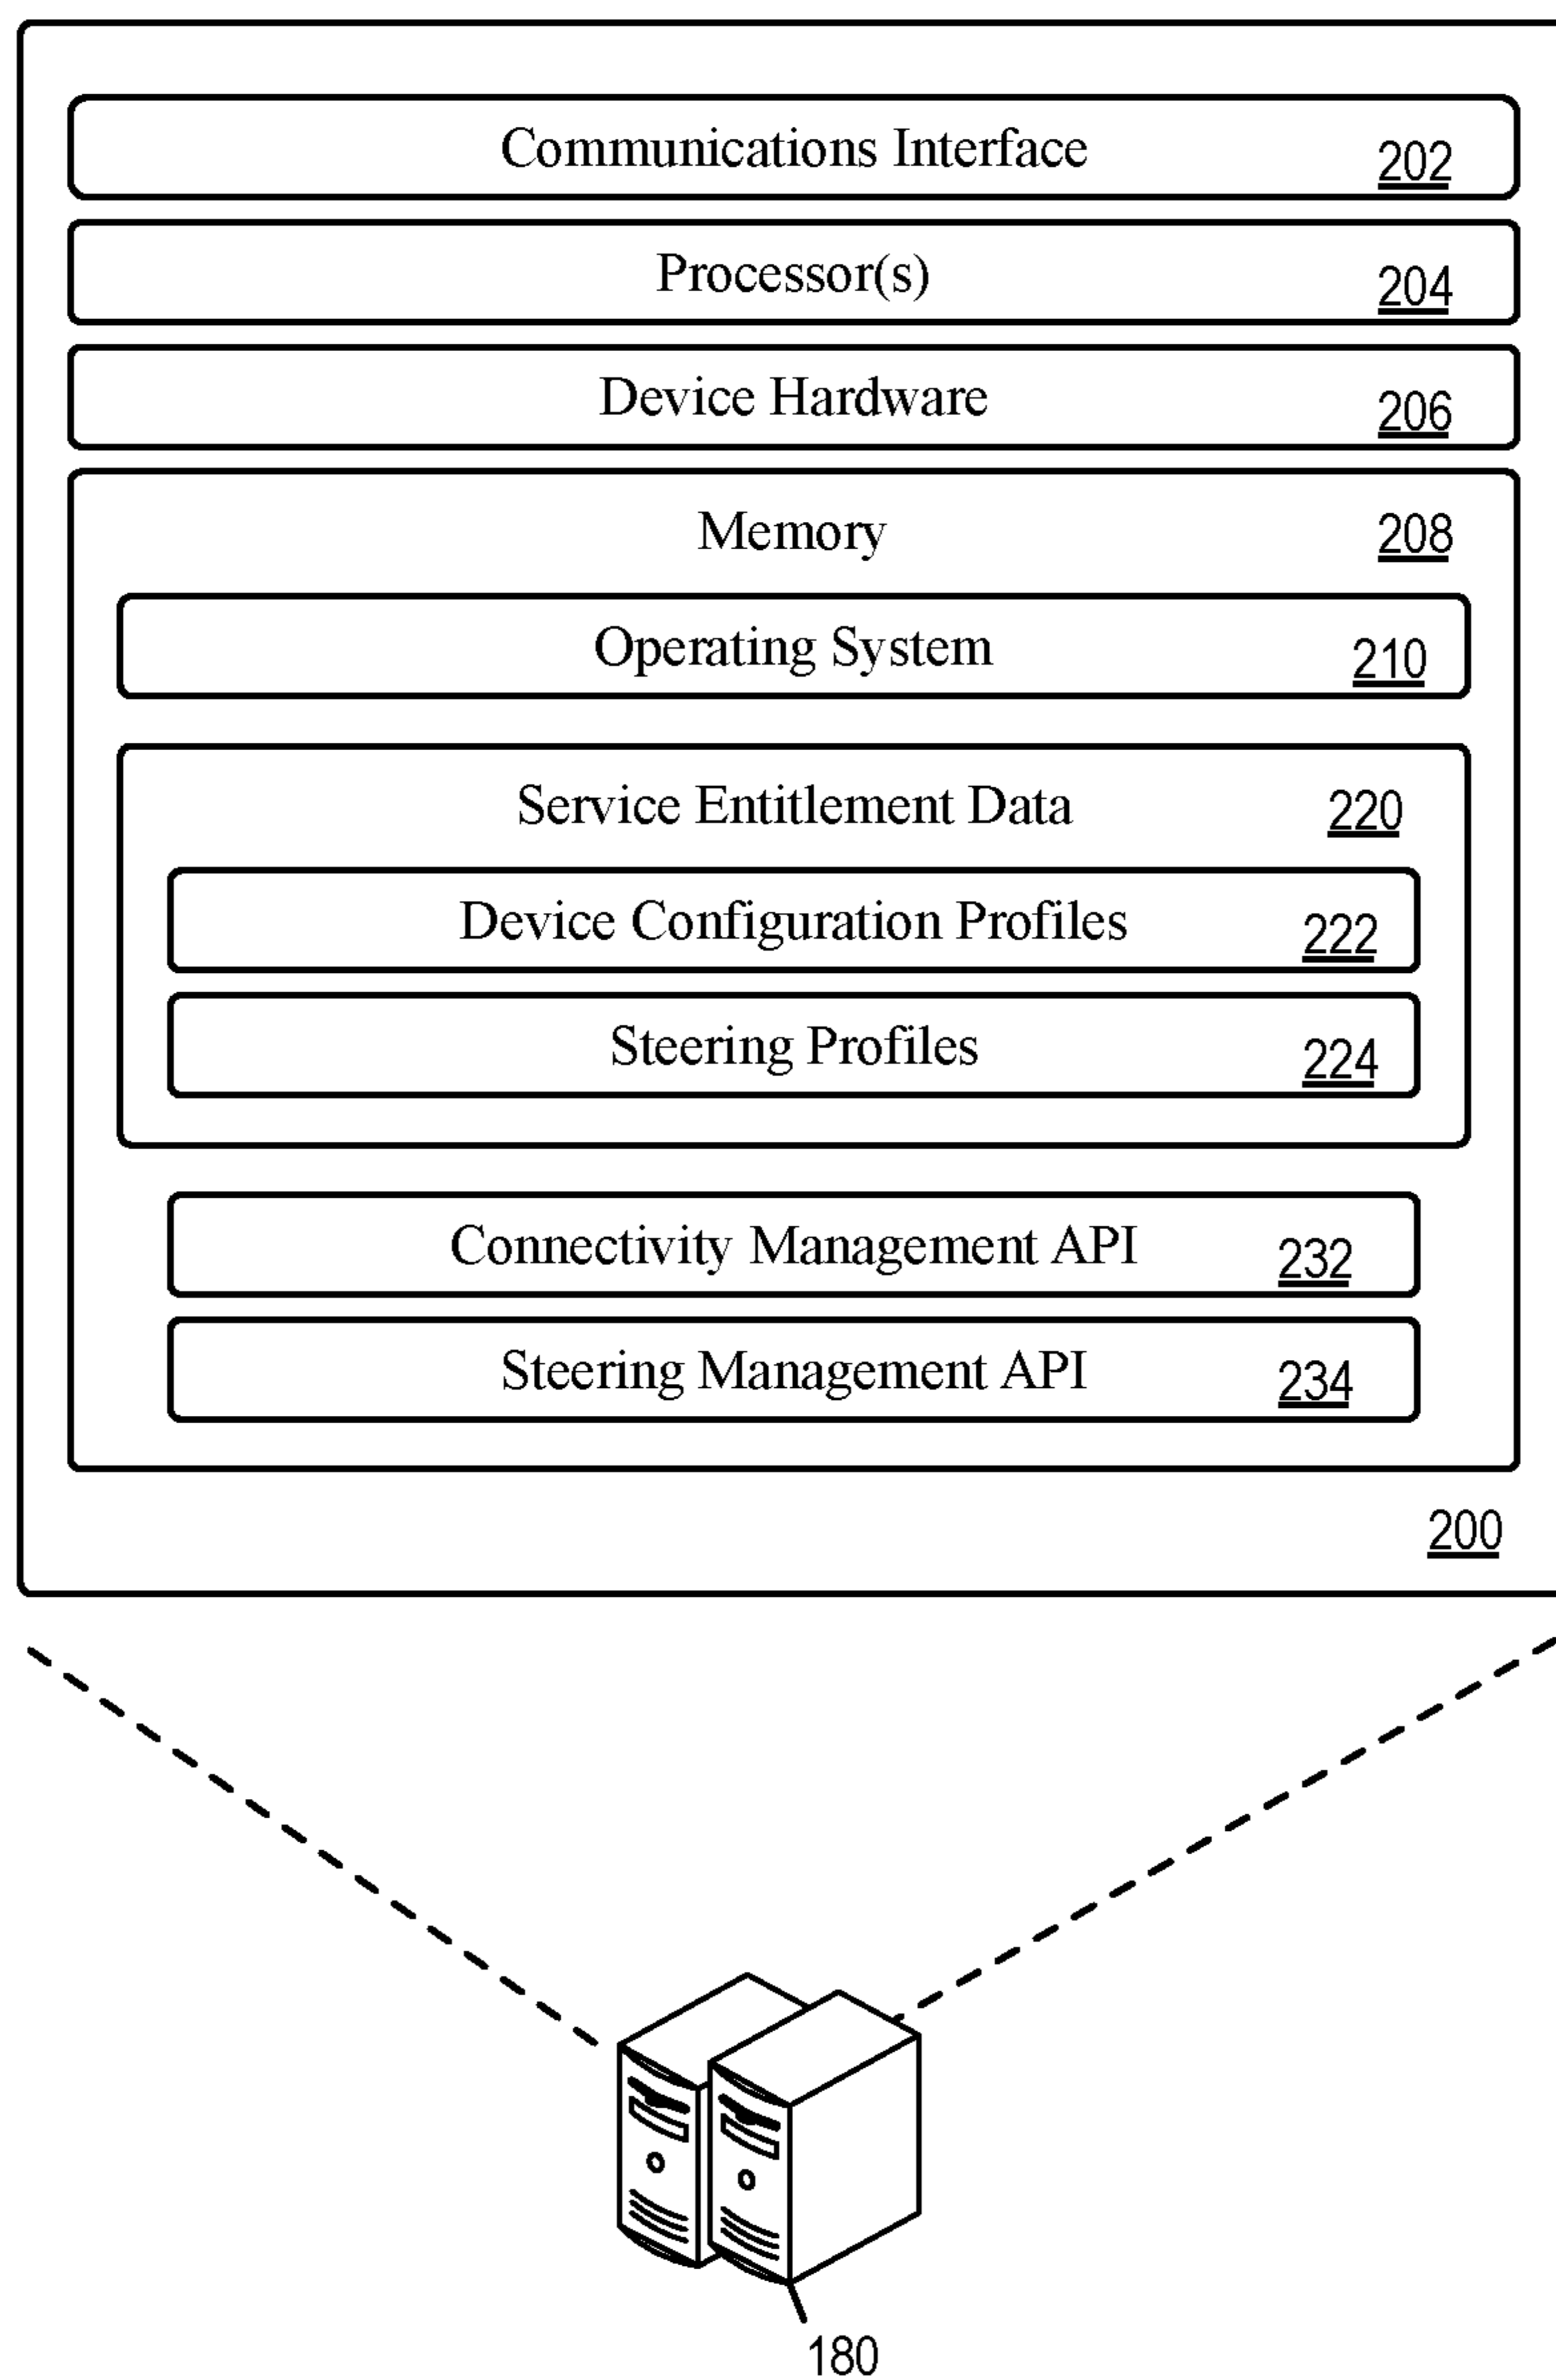 Communications Interface 202
Processor(s) 204
Device Hardware 206
Memory 208
Operating System 210
Service Entitlement Data 220
Device Configuration Profiles 222
Steering Profiles 224
Connectivity Management API 232
Steering Management API 234
200
180